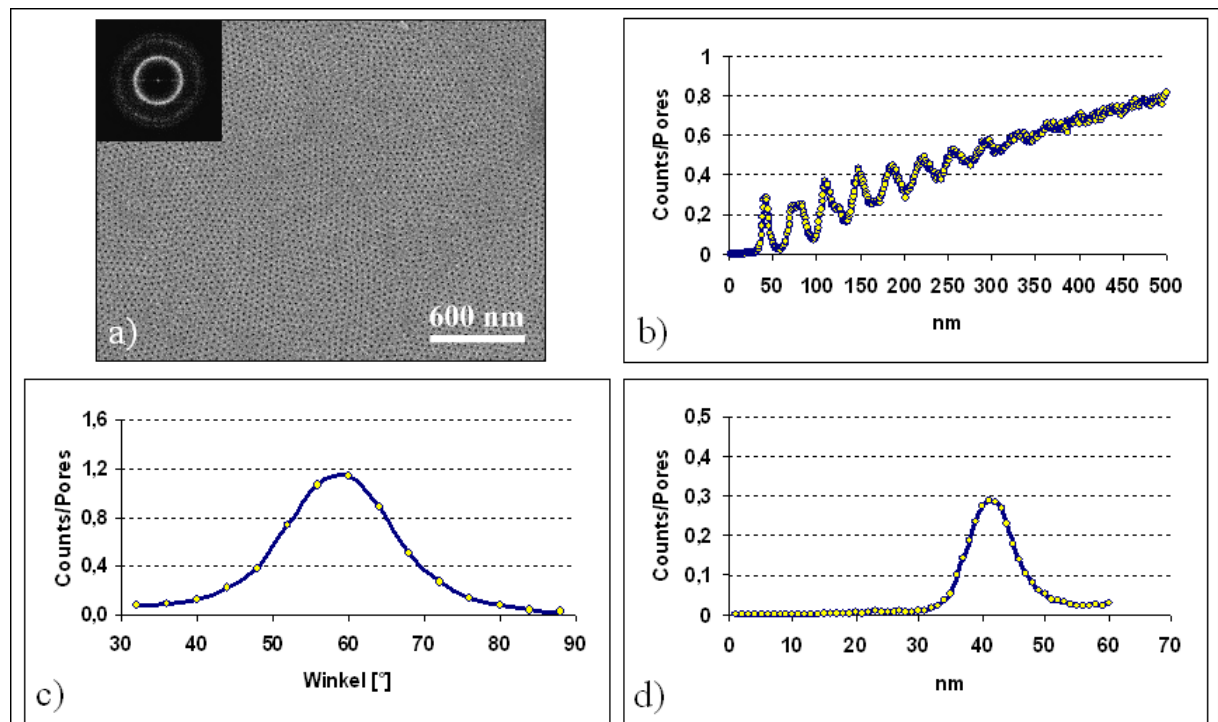 a)
600 nm
Counts/Pores
1
0.8
0.6
0.4
0.2
0
0 50 100 150 200 250 300 350 400 450 500
nm
b)
Counts/Pores
1,6
1,2
0,8
0,4
0,0
30 40 50 60 70 80 90
Winkel [°]
c)
Counts/Pores
0,5
0,4
0,3
0,2
0,1
0
0 10 20 30 40 50 60 70
nm
d)